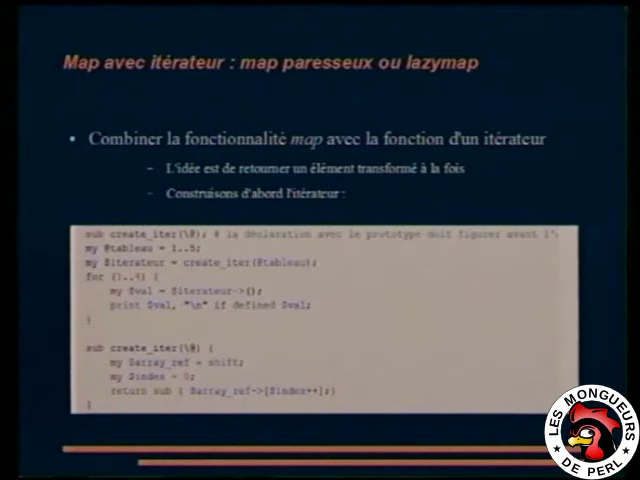 Map avec itérateur : map paresseux ou lazymap
• Combiner la fonctionnalité map avec la fonction d'un itérateur
– L'idée est de retourner un élément transformé à la fois
– Construisons d'abord l'itérateur :
sub create_iter(\@); # la déclaration avec le prototype doit figurer avant l'
my @tableau = 1..5;
my $iterateur = create_iter(@tableau);
for (1..4) {
my $val = $iterateur->();
print $val, "\n" if defined $val;
}
sub create_iter(\@) {
my $array_ref = shift;
my $index = 0;
return sub { $array_ref->[$index++];}
}
LES MONGUEURS
★ DE PERL ★